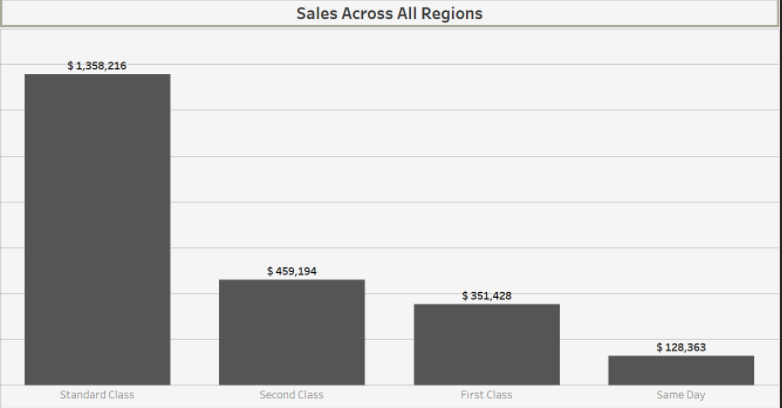 Sales Across All Regions
$ 1,358,216
$ 459,194
$ 351,428
$ 128,363
Standard Class
Second Class
First Class
Same Day